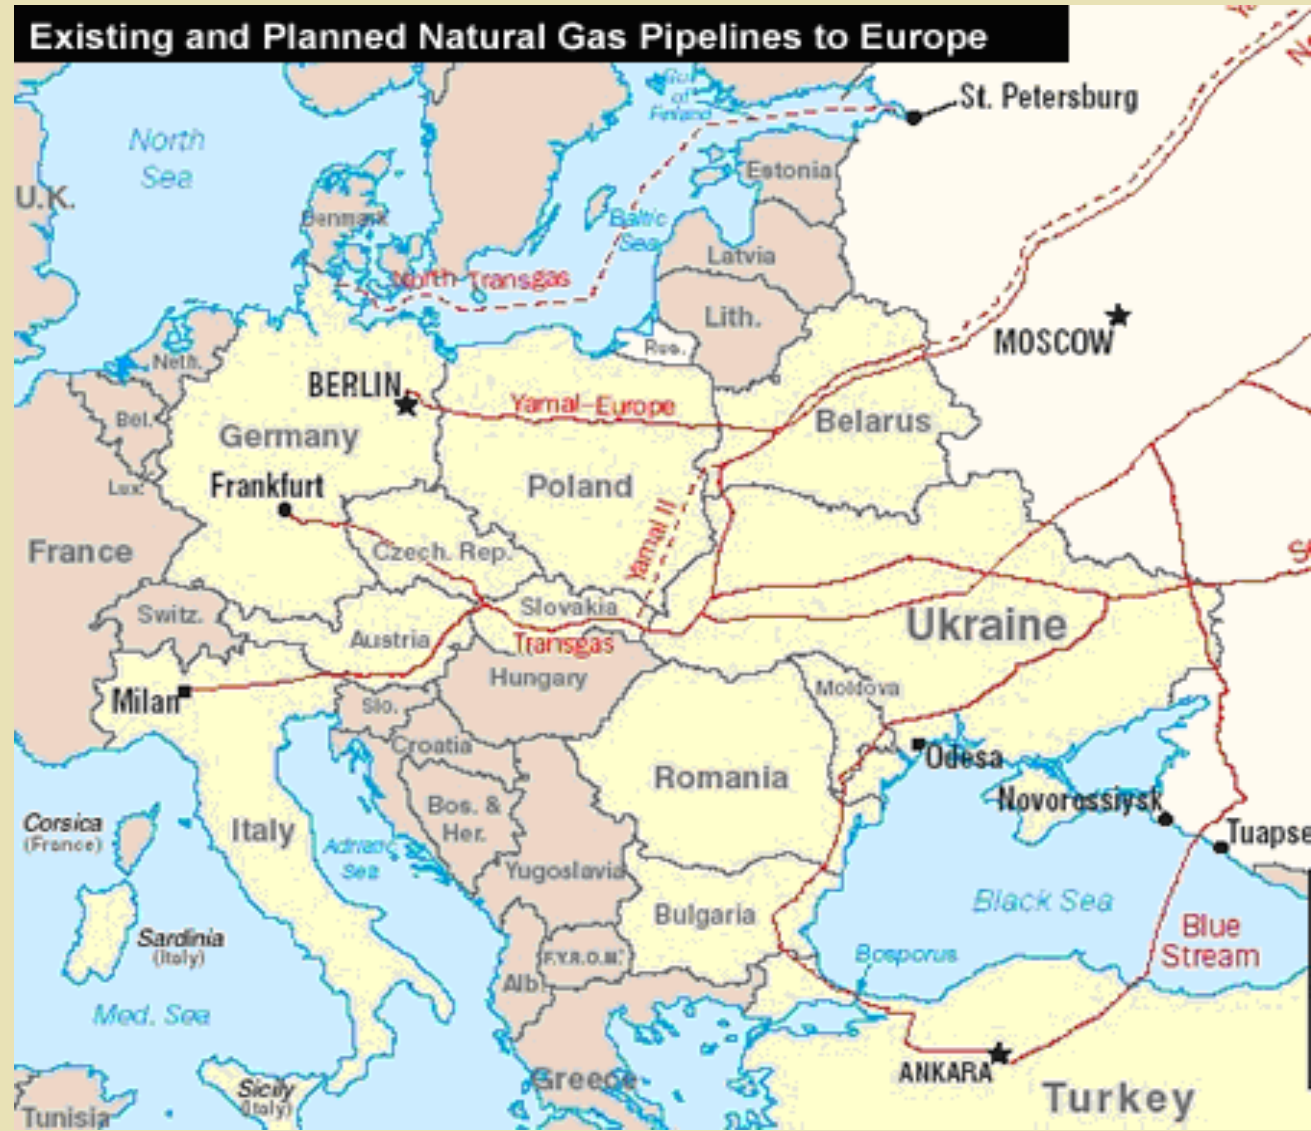 Existing and Planned Natural Gas Pipelines to Europe
St. Petersburg
Gulf
of
Finland
North
Sea
Estonia
U.K.
Denmark
Baltic
Sea
Latvia
North Transgas
Lith.
MOSCOW
Rus.
Neth.
BERLIN
Yamal-Europe
Bel.
Germany
Belarus
Lux.
Frankfurt
Poland
France
Czech. Rep.
Yamal II
Switz.
Slovakia
Austria
Ukraine
Transgas
Hungary
Moldova
Milan
Slo.
Croatia
Odesa
Romania
Bos. &
Her.
Novorossiysk
Corsica
(France)
Italy
Tuapse
Adriatic
Sea
Yugoslavia
Black Sea
Bulgaria
Blue
Stream
Sardinia
(Italy)
F.Y.R.O.M.
Bosporus
Alb.
Med. Sea
ANKARA
Greece
Sicily
(Italy)
Turkey
Tunisia